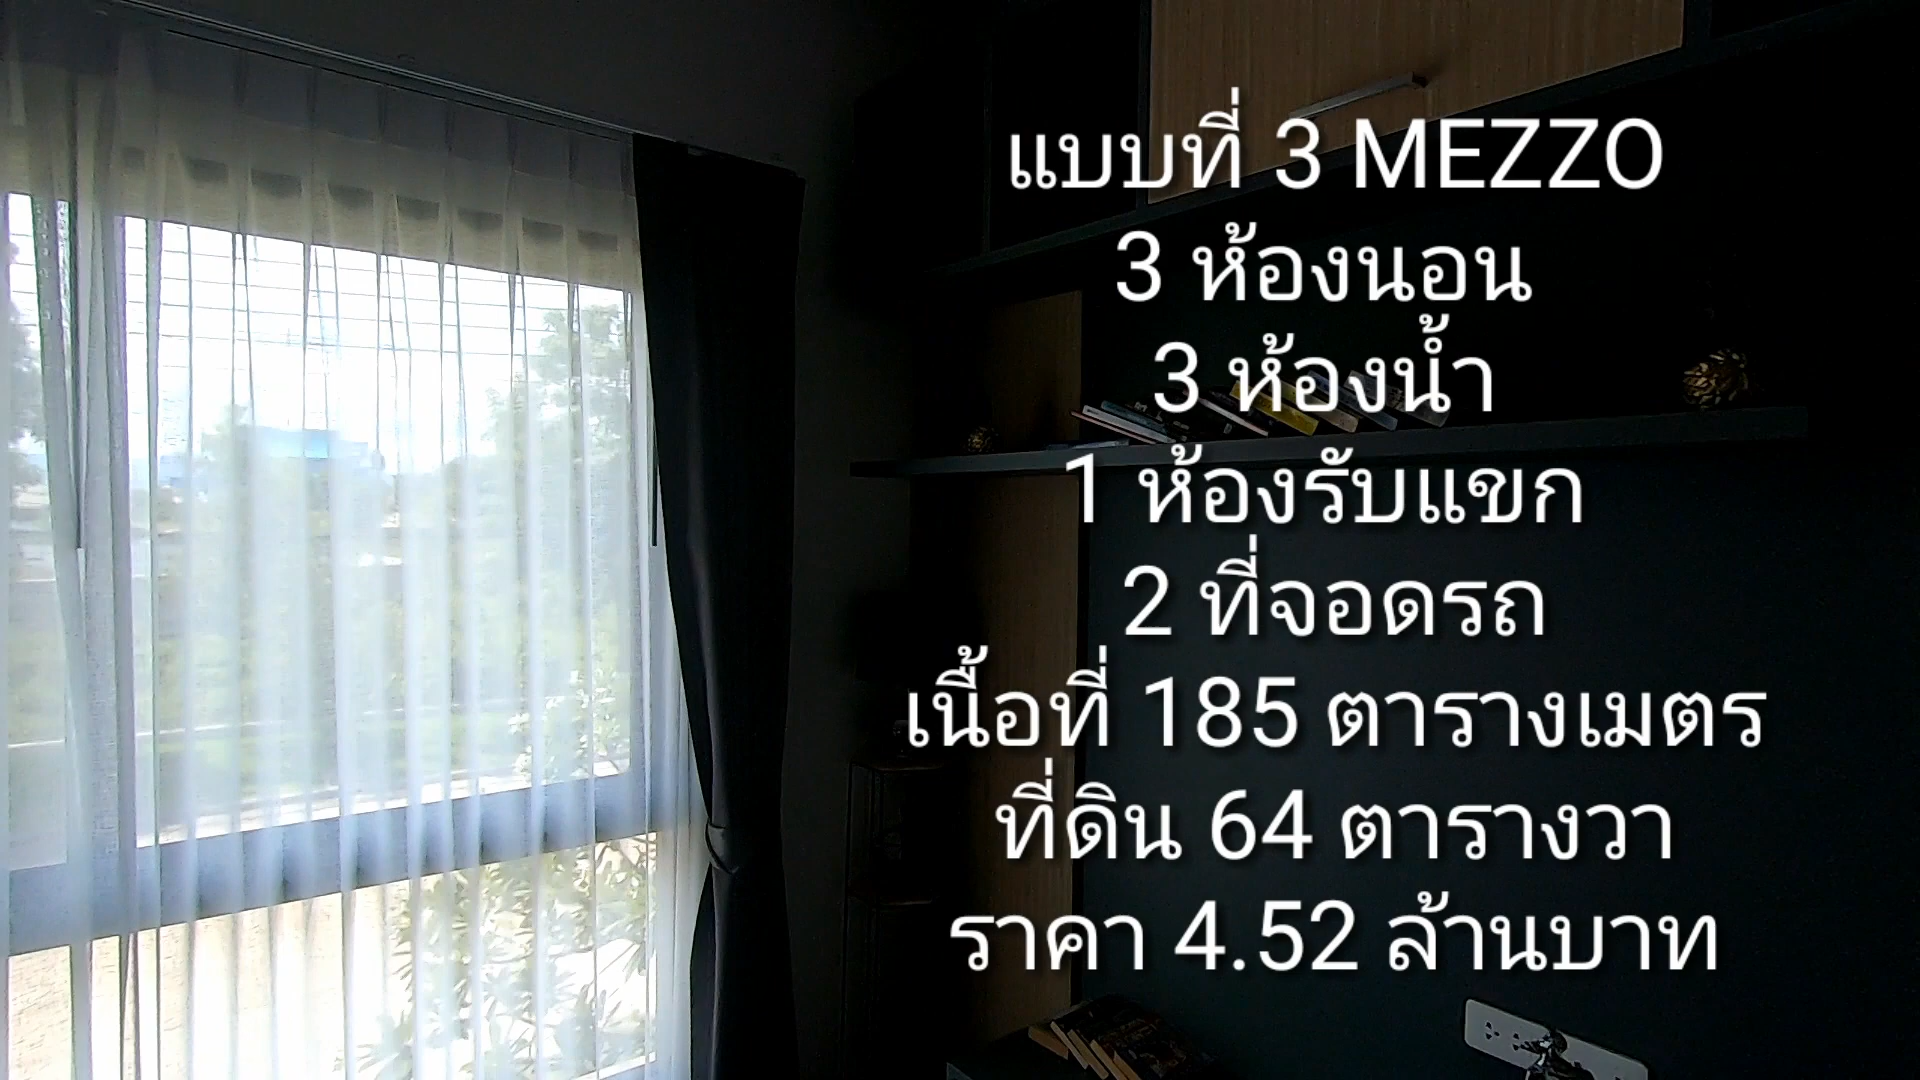 แบบที่ 3 MEZZO
3 ห้องนอน
3 ห้องน้ำ
1 ห้องรับแขก
2 ที่จอดรถ
เนื้อที่ 185 ตารางเมตร
ที่ดิน 64 ตารางวา
ราคา 4.52 ล้านบาท